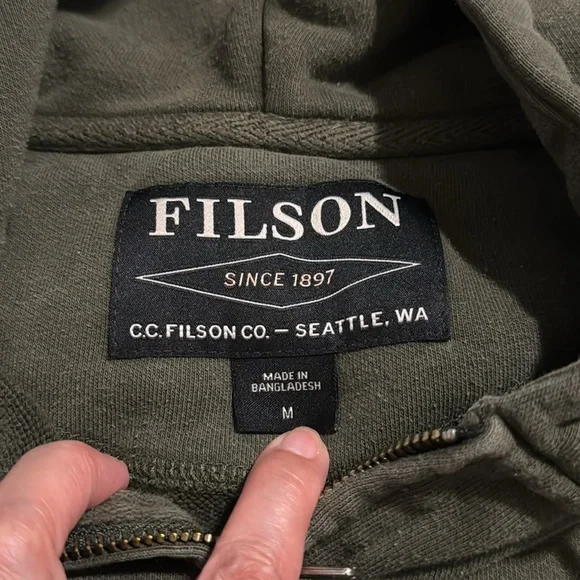 FILSON
SINCE 1897
C.C. FILSON CO. – SEATTLE, WA
MADE IN
BANGLADESH
M